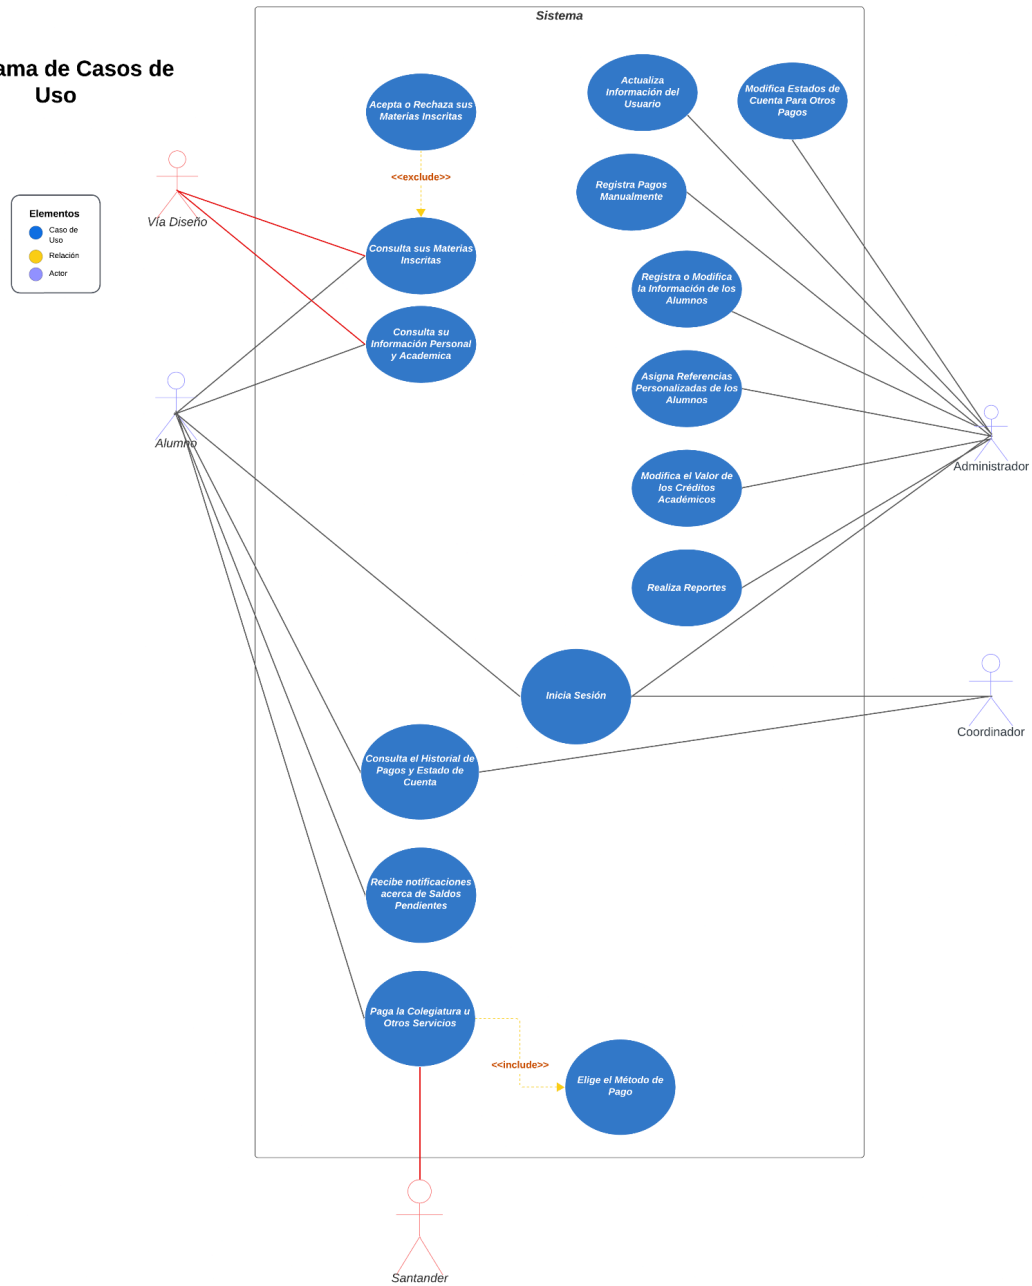 Sistema
ama de Casos de
Uso
Elementos
Caso de
Uso
Relación
Actor
Vía Diseño
Alumno
Acepta o Rechaza sus
Materias Inscritas
<<exclude>>
Consulta sus Materias
Inscritas
Consulta su
Información Personal
y Academica
Actualiza
Información del
Usuario
Modifica Estados de
Cuenta Para Otros
Pagos
Registra Pagos
Manualmente
Registra o Modifica
la Información de los
Alumnos
Asigna Referencias
Personalizadas de los
Alumnos
Modifica el Valor de
los Créditos
Académicos
Realiza Reportes
Administrador
Inicia Sesión
Coordinador
Consulta el Historial de
Pagos y Estado de
Cuenta
Recibe notificaciones
acerca de Saldos
Pendientes
Paga la Colegiatura u
Otros Servicios
<<include>>
Elige el Método de
Pago
Santander